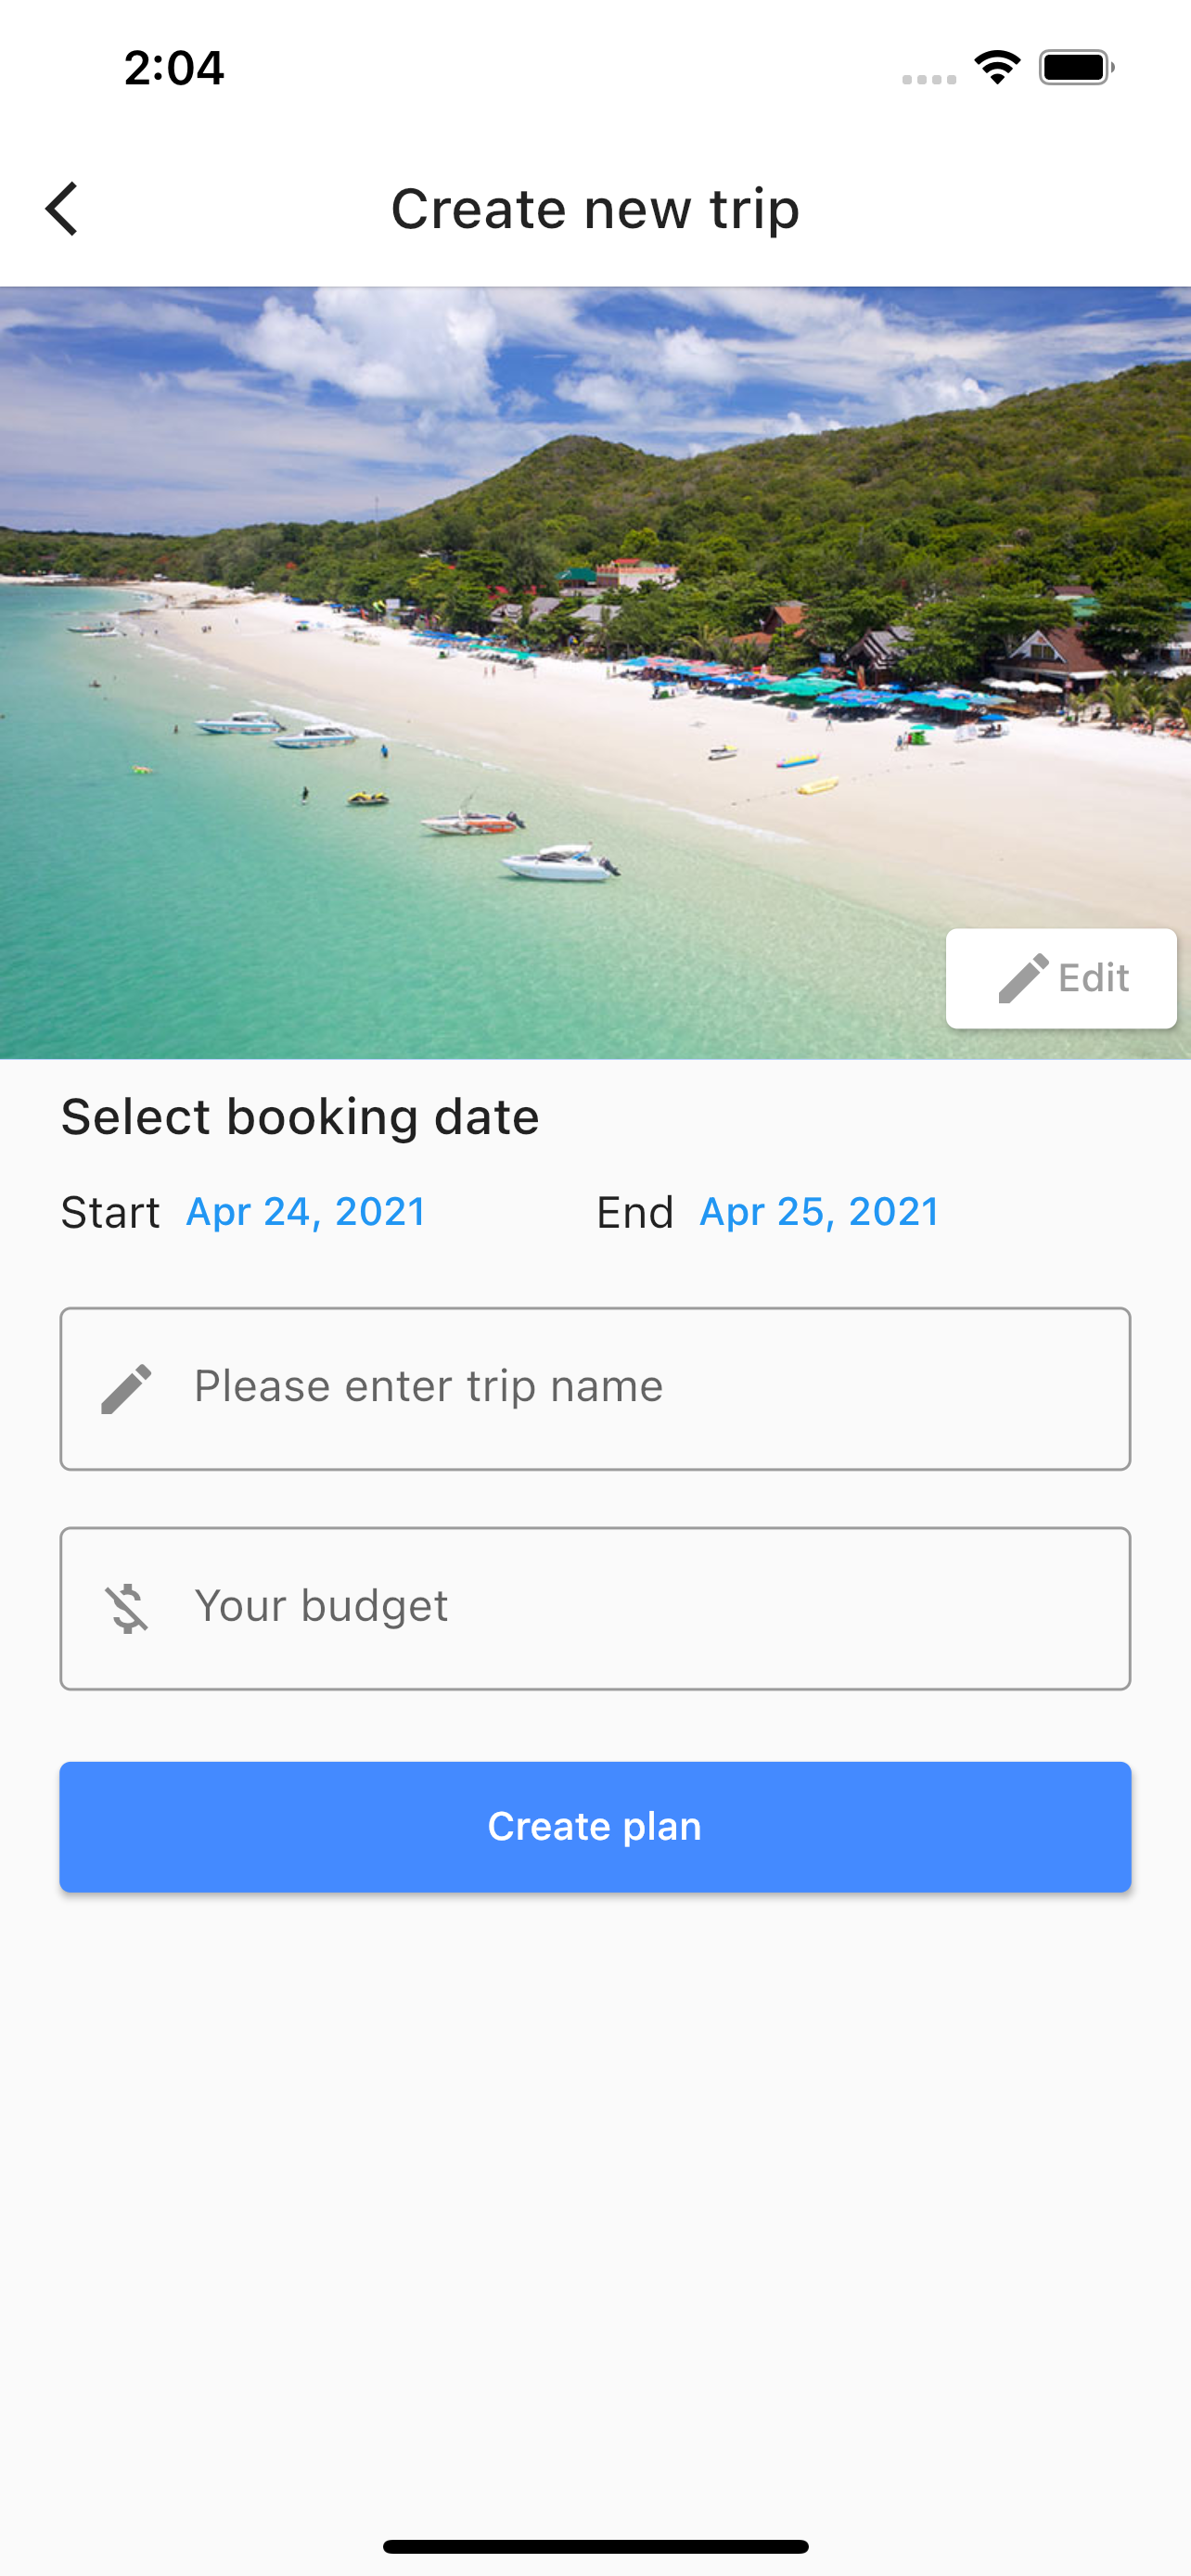 2:04
Create new trip
Edit
Select booking date
Start Apr 24, 2021 End Apr 25, 2021
Please enter trip name
Your budget
Create plan